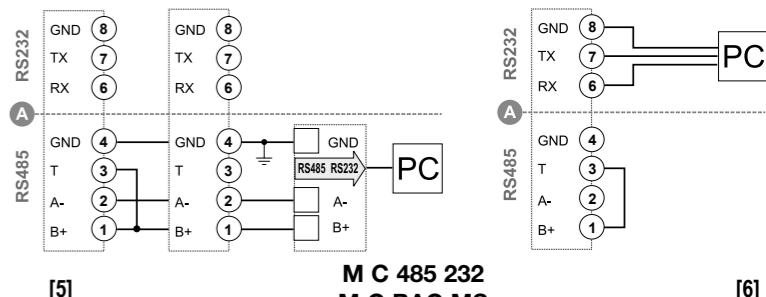 RS232
GND 8
TX 7
RX 6
A
RS485
GND 4
T 3
A- 2
B+ 1
GND 8
TX 7
RX 6
GND 4
T 3
A- 2
B+ 1
GND
RS485 RS232
A-
B+
PC
[5]
M C 485 232
RS232
GND 8
TX 7
RX 6
PC
A
RS485
GND 4
T 3
A- 2
B+ 1
[6]